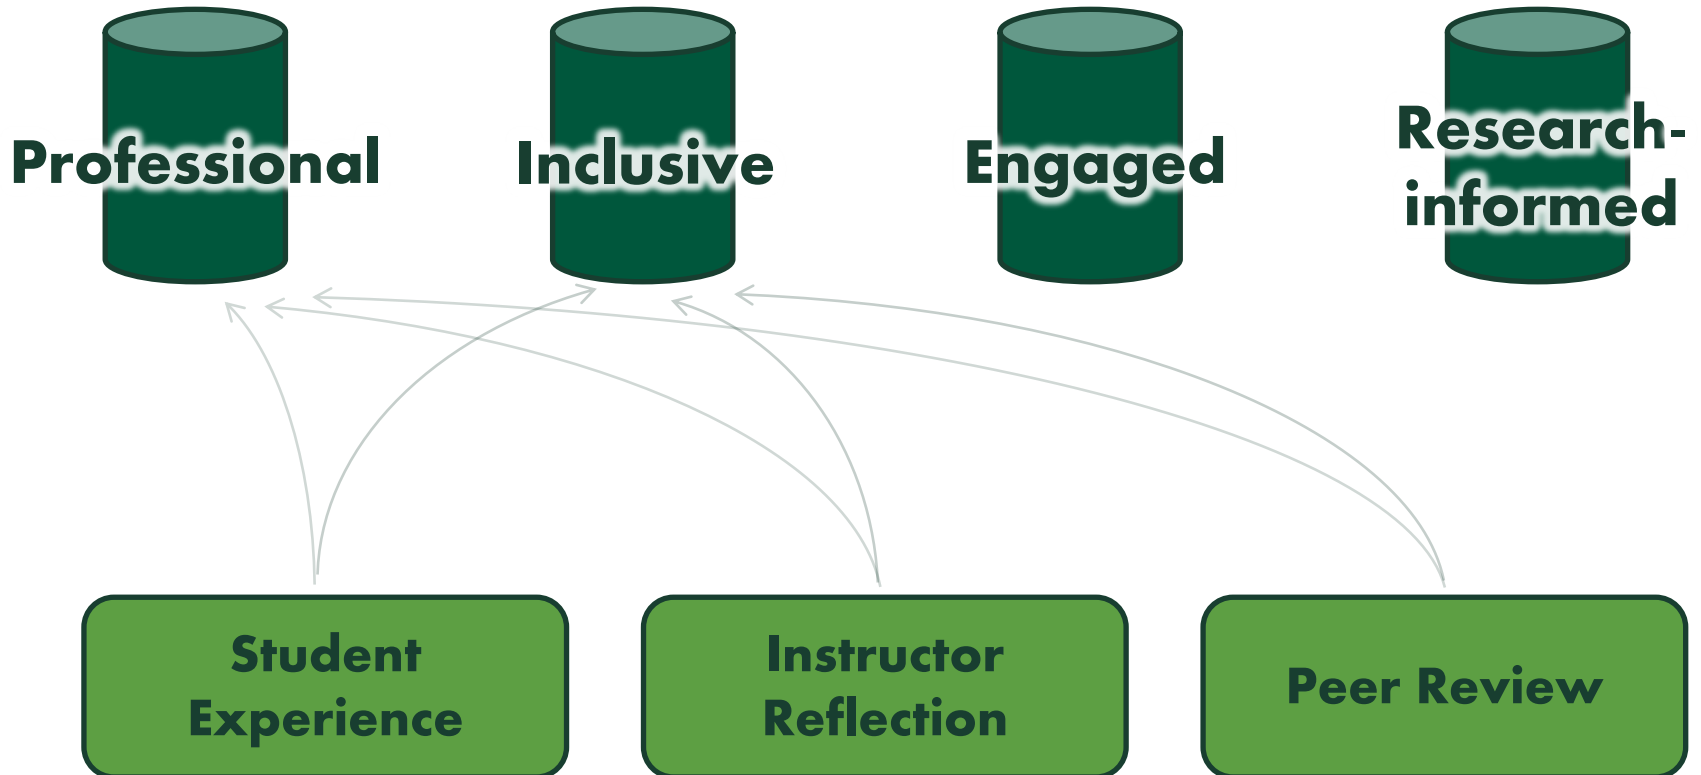 Professional
Inclusive
Engaged
Research-
informed
Student
Experience
Instructor
Reflection
Peer Review